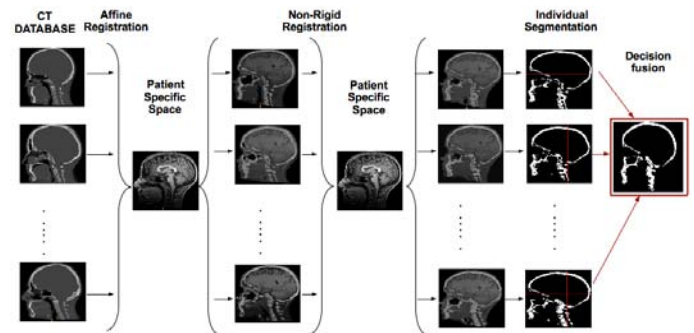 CT
DATABASE
Affine
Registration
Non-Rigid
Registration
Individual
Segmentation
Decision
fusion
Patient
Specific
Space
Patient
Specific
Space